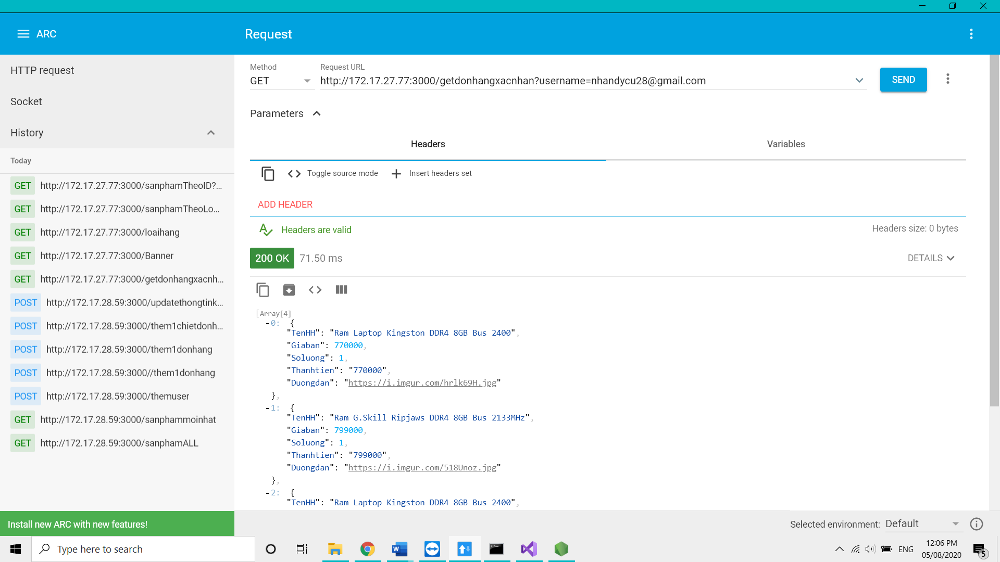 ARC
Request
HTTP request
Socket
History
Today
GET http://172.17.27.77:3000/sanphamTheoID?...
GET http://172.17.27.77:3000/sanphamTheoLo...
GET http://172.17.27.77:3000/loaihang
GET http://172.17.27.77:3000/Banner
GET http://172.17.27.77:3000/getdonhangxacnh...
POST http://172.17.28.59:3000/updatethongtink...
POST http://172.17.28.59:3000/them1chietdonh...
POST http://172.17.28.59:3000/them1donhang
POST http://172.17.28.59:3000//them1donhang
POST http://172.17.28.59:3000/themuser
GET http://172.17.28.59:3000/sanphammoinhat
GET http://172.17.28.59:3000/sanphamALL
Install new ARC with new features!
Method
GET
Request URL
http://172.17.27.77:3000/getdonhangxacnhan?username=nhandycu28@gmail.com
SEND
Parameters
Headers
Variables
Toggle source mode
Insert headers set
ADD HEADER
Headers are valid
Headers size: 0 bytes
200 OK
71.50 ms
DETAILS
[Array[4]
-0: {
"TenHH": "Ram Laptop Kingston DDR4 8GB Bus 2400",
"Giaban": 770000,
"Soluong": 1,
"Thanhtien": "770000",
"Duongdan": "https://i.imgur.com/hrlk69H.jpg"
},
-1: {
"TenHH": "Ram G.Skill Ripjaws DDR4 8GB Bus 2133MHz",
"Giaban": 799000,
"Soluong": 1,
"Thanhtien": "799000",
"Duongdan": "https://i.imgur.com/518Unoz.jpg"
},
-2: {
"TenHH": "Ram Laptop Kingston DDR4 8GB Bus 2400",
Selected environment: Default
Type here to search
ENG
12:06 PM
05/08/2020
5